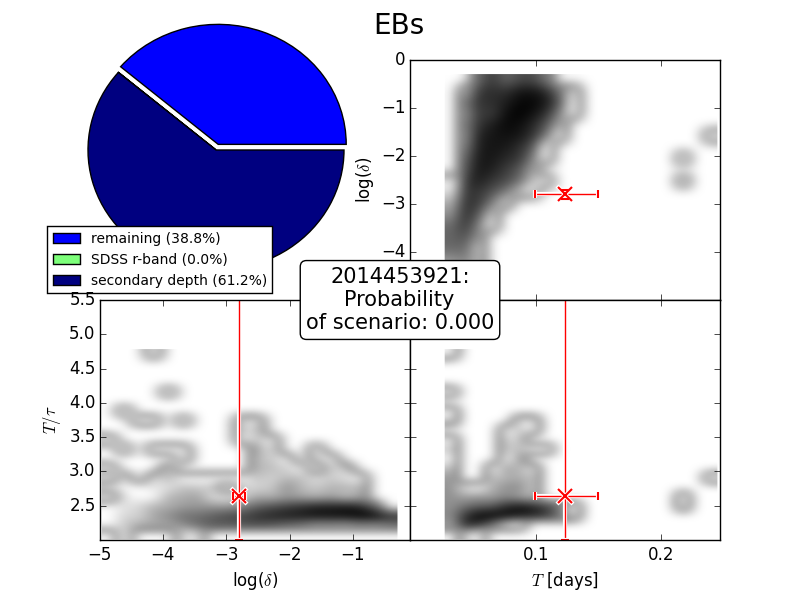 EBs
remaining (38.8%)
SDSS r-band (0.0%)
secondary depth (61.2%)
0
−1
−2
−3
−4
log(δ)
2014453921:
Probability
of scenario: 0.000
5.5
5.0
4.5
4.0
3.5
3.0
2.5
T/τ
−5 −4 −3 −2 −1
log(δ)
0.1 0.2
T [days]